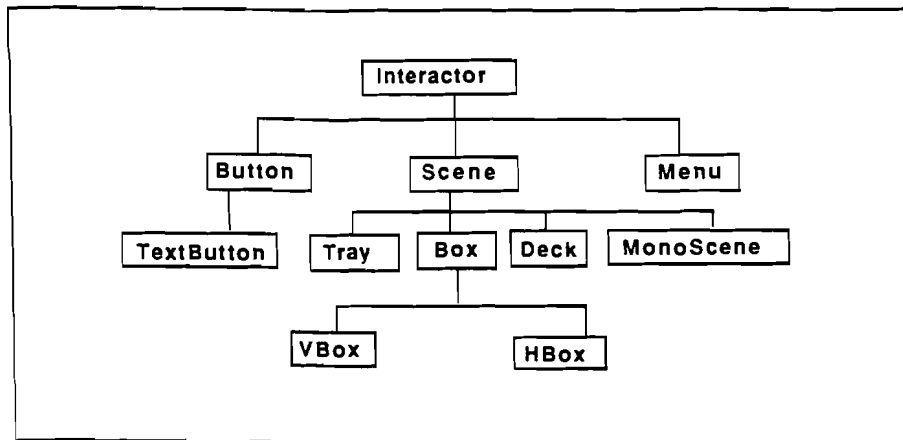 Interactor
Button Scene Menu
TextButton Tray Box Deck MonoScene
VBox HBox